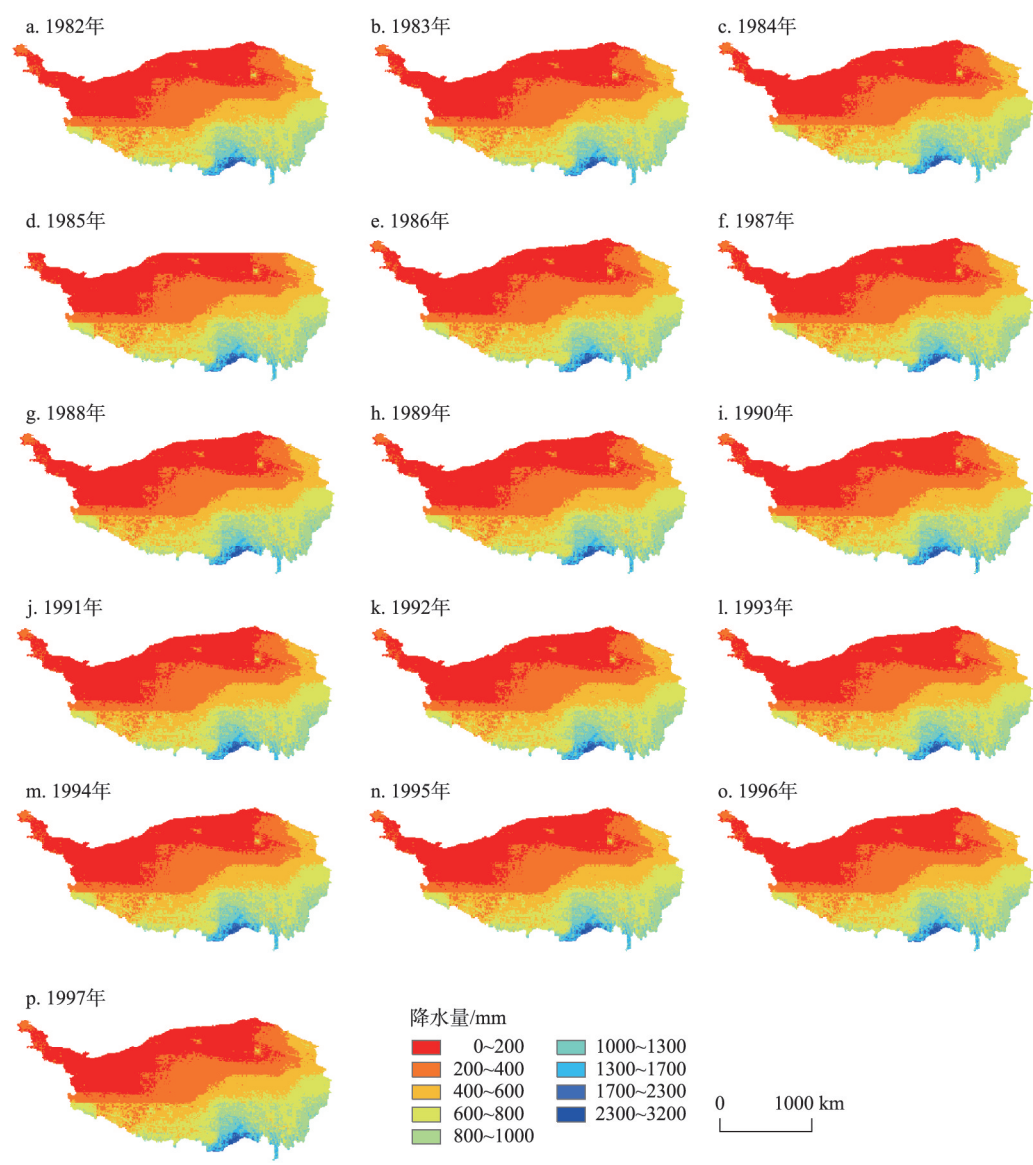 a. 1982年
b. 1983年
c. 1984年
d. 1985年
e. 1986年
f. 1987年
g. 1988年
h. 1989年
i. 1990年
j. 1991年
k. 1992年
l. 1993年
m. 1994年
n. 1995年
o. 1996年
p. 1997年
降水量/mm
0~200
200~400
400~600
600~800
800~1000
1000~1300
1300~1700
1700~2300
2300~3200
0 1000 km